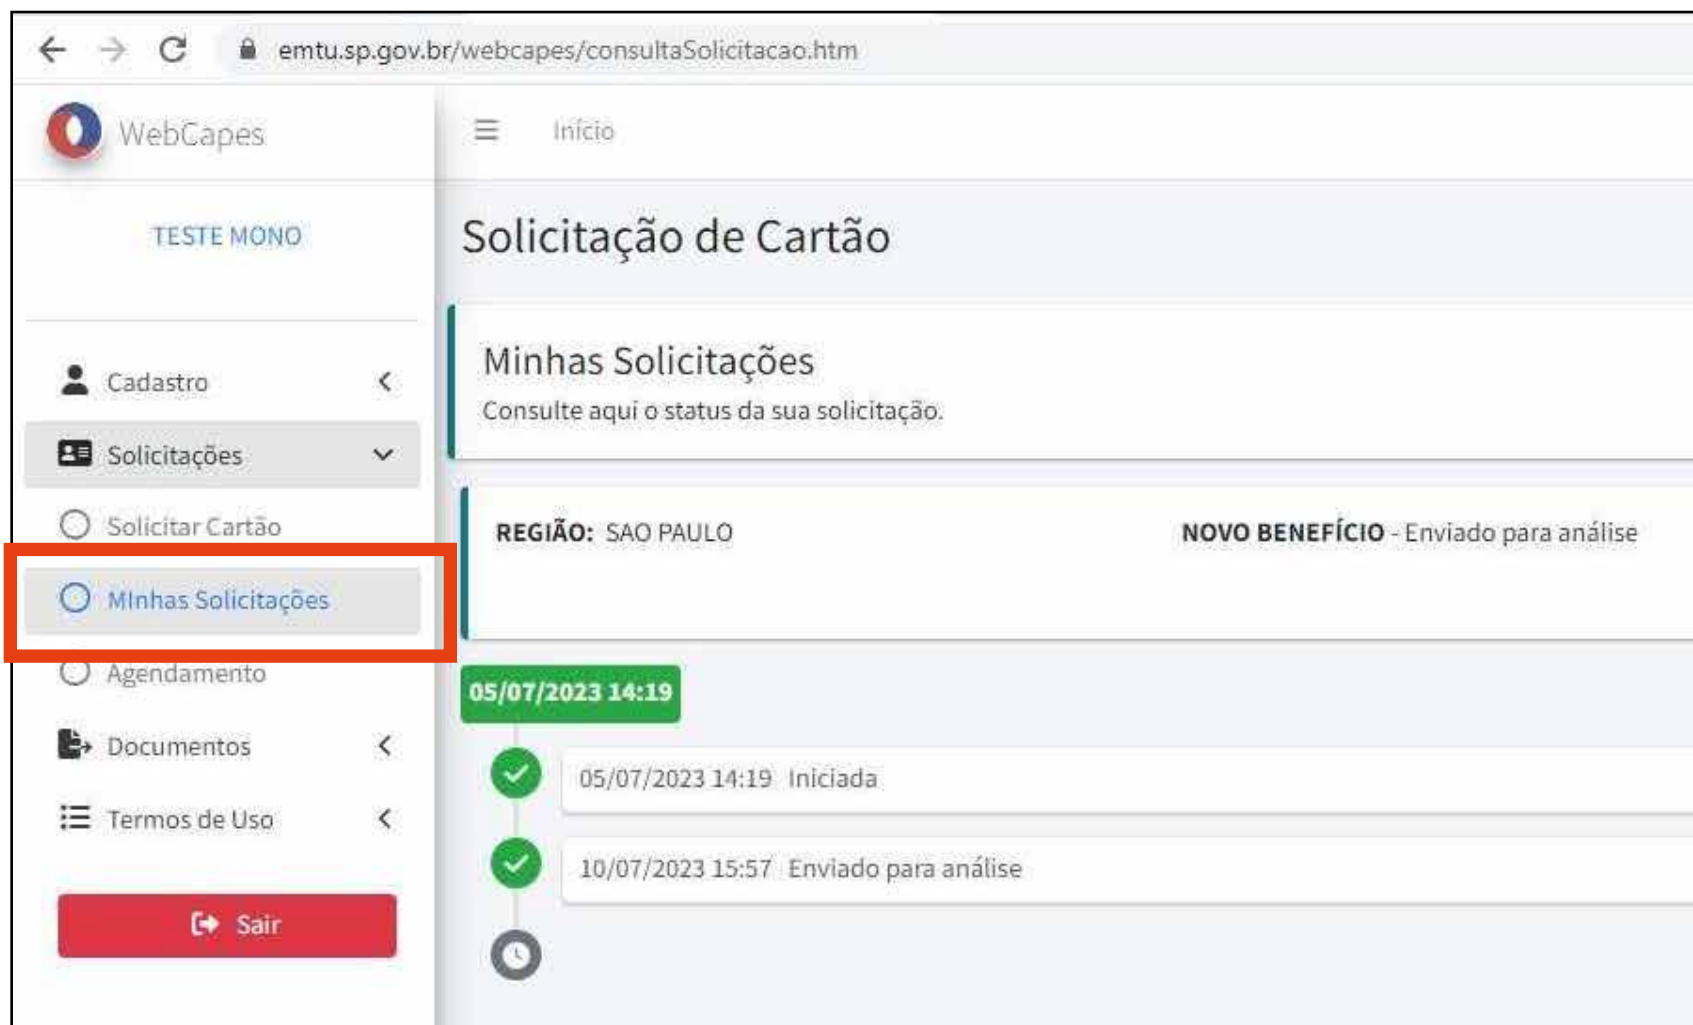 emtu.sp.gov.br/webcapes/consultaSolicitacao.htm
WebCapes
Início
TESTE MONO
Solicitação de Cartão
Minhas Solicitações
Consulte aqui o status da sua solicitação.
Cadastro
Solicitações
Solicitar Cartão
MInhas Solicitações
Agendamento
Documentos
Termos de Uso
Sair
REGIÃO: SAO PAULO
NOVO BENEFÍCIO - Enviado para análise
05/07/2023 14:19
05/07/2023 14:19 Iniciada
10/07/2023 15:57 Enviado para análise